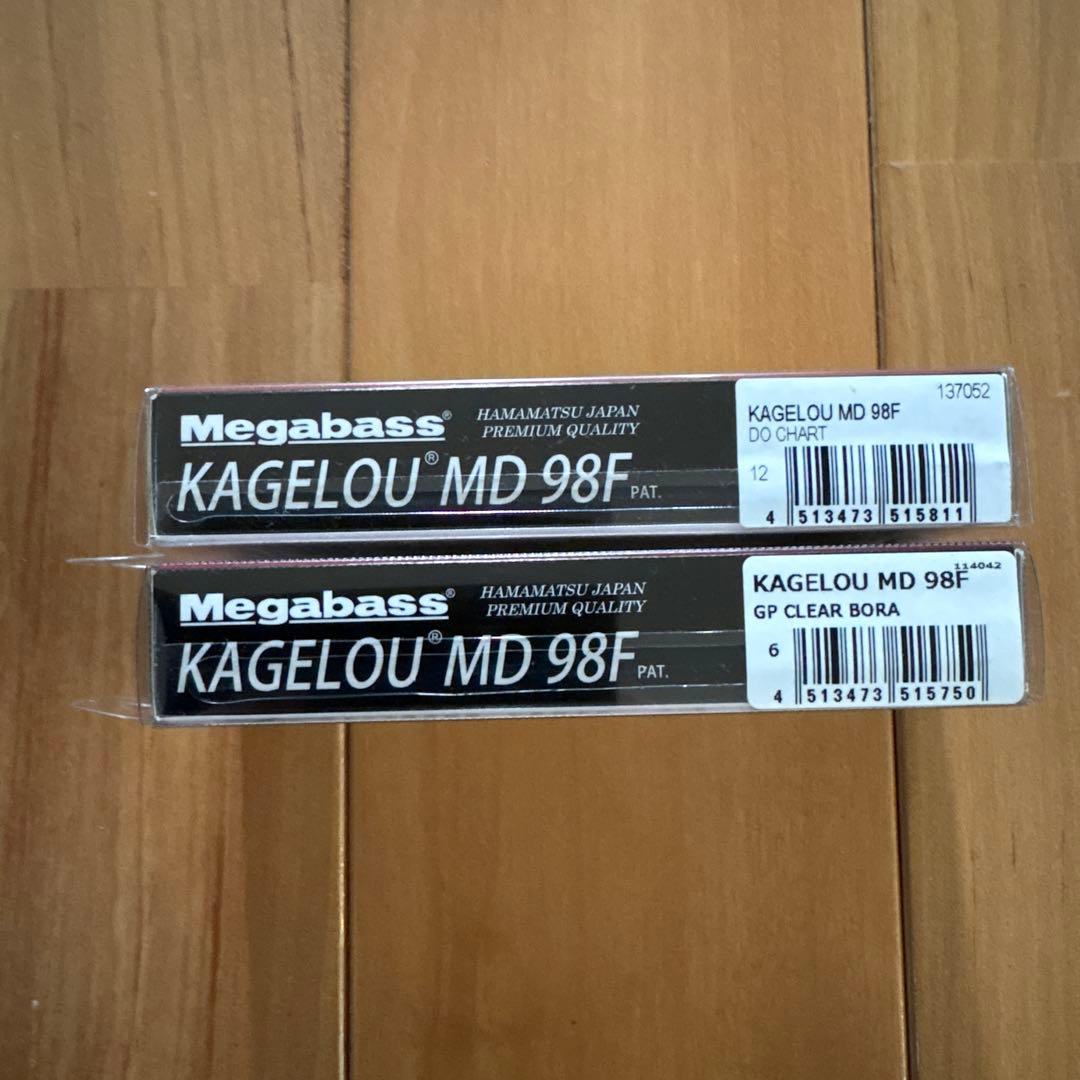 Megabass®
HAMAMATSU JAPAN
PREMIUM QUALITY
KAGELOU® MD 98F PAT.
137052
KAGELOU MD 98F
DO CHART
12
4 513473 515811
Megabass®
HAMAMATSU JAPAN
PREMIUM QUALITY
KAGELOU® MD 98F PAT.
114042
KAGELOU MD 98F
GP CLEAR BORA
6
4 513473 515750